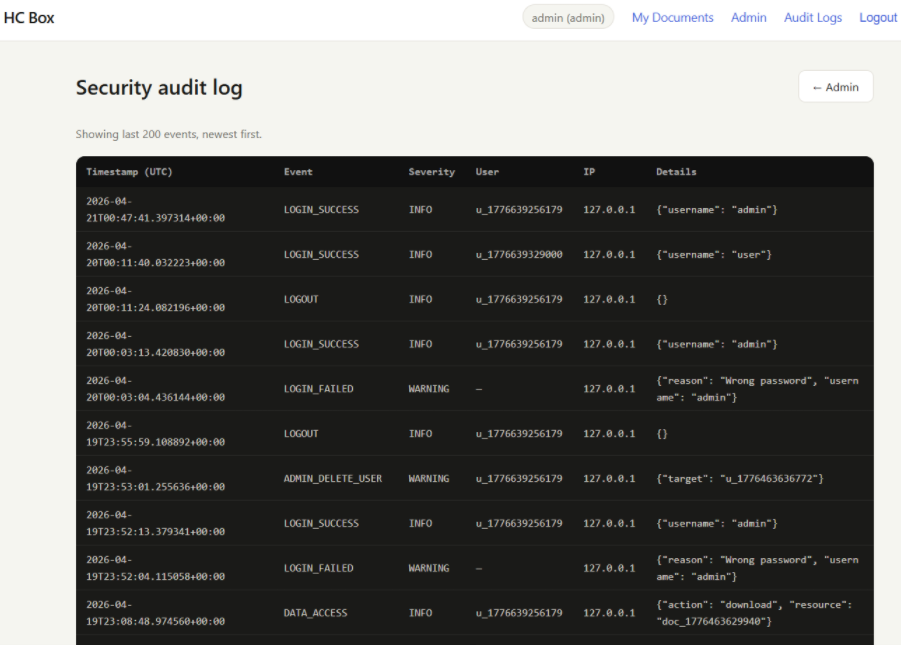 HC Box
admin (admin) My Documents Admin Audit Logs Logout
Security audit log
← Admin
Showing last 200 events, newest first.
Timestamp (UTC) Event Severity User IP Details
2026-04-
21T00:47:41.397314+00:00 LOGIN_SUCCESS INFO u_1776639256179 127.0.0.1 {"username": "admin"}
2026-04-
20T00:11:40.032223+00:00 LOGIN_SUCCESS INFO u_1776639329000 127.0.0.1 {"username": "user"}
2026-04-
20T00:11:24.082196+00:00 LOGOUT INFO u_1776639256179 127.0.0.1 {}
2026-04-
20T00:03:13.420830+00:00 LOGIN_SUCCESS INFO u_1776639256179 127.0.0.1 {"username": "admin"}
2026-04-
20T00:03:04.436144+00:00 LOGIN_FAILED WARNING — 127.0.0.1 {"reason": "Wrong password", "usern
ame": "admin"}
2026-04-
19T23:55:59.108892+00:00 LOGOUT INFO u_1776639256179 127.0.0.1 {}
2026-04-
19T23:53:01.255636+00:00 ADMIN_DELETE_USER WARNING u_1776639256179 127.0.0.1 {"target": "u_1776463636772"}
2026-04-
19T23:52:13.379341+00:00 LOGIN_SUCCESS INFO u_1776639256179 127.0.0.1 {"username": "admin"}
2026-04-
19T23:52:04.115058+00:00 LOGIN_FAILED WARNING — 127.0.0.1 {"reason": "Wrong password", "usern
ame": "admin"}
2026-04-
19T23:08:48.974560+00:00 DATA_ACCESS INFO u_1776639256179 127.0.0.1 {"action": "download", "resource":
"doc_1776463629940"}